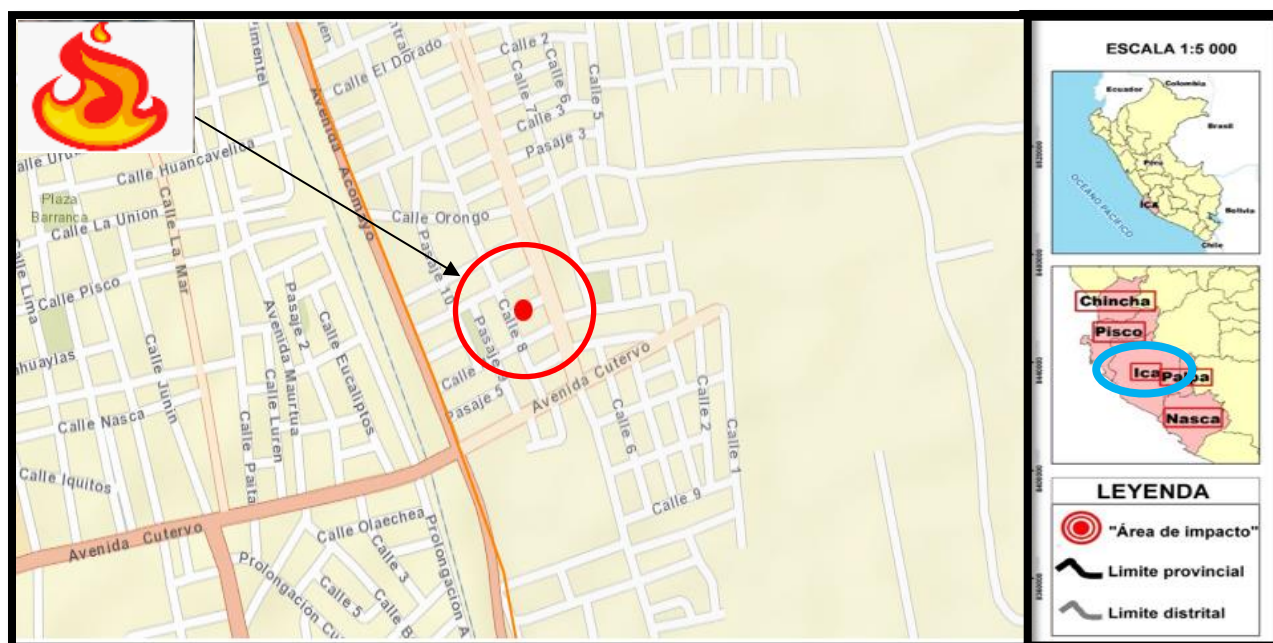 Calle El Dorado
Calle 2
Calle 6
Calle 5
Calle 7
Calle 3
Pasaje 3
Avenida Acomayo
Calle Huancavelica
Plaza
Barranca
Calle La Union
Calle La Mar
Calle Orongo
Pasaje 10
Calle Pisco
Calle Lima
Pasaje 2
Avenida Maurtua
Calle Eucaliptos
Calle 8
Calle Junin
Calle Luren
Pasaje 5
Avenida Cutervo
Calle Nasca
Calle Paita
Calle 6
Calle 2
Calle 1
Calle Iquitos
Calle 9
Avenida Cutervo
Calle Olaechea
Calle 3
Calle 5
ESCALA 1:5 000
Ecuador
Colombia
Brasil
Perú
OCEANO PACÍFICO
Ica
Bolivia
Chile
Chincha
Pisco
Ica
Palpa
Nasca
LEYENDA
"Área de impacto"
Limite provincial
Limite distrital